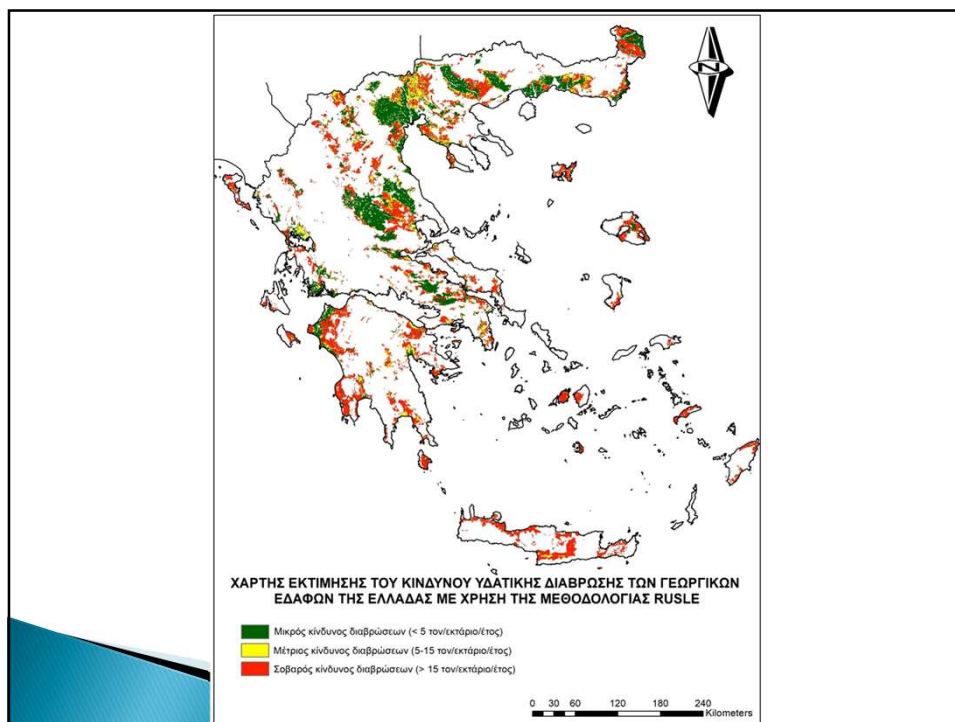 N
ΧΑΡΤΗΣ ΕΚΤΙΜΗΣΗΣ ΤΟΥ ΚΙΝΔΥΝΟΥ ΥΔΑΤΙΚΗΣ ΔΙΑΒΡΩΣΗΣ ΤΩΝ ΓΕΩΡΓΙΚΩΝ
ΕΔΑΦΩΝ ΤΗΣ ΕΛΛΑΔΑΣ ΜΕ ΧΡΗΣΗ ΤΗΣ ΜΕΘΟΔΟΛΟΓΙΑΣ RUSLE
Μικρός κίνδυνος διαβρώσεων (< 5 τον/εκτάριο/έτος)
Μέτριος κίνδυνος διαβρώσεων (5-15 τον/εκτάριο/έτος)
Σοβαρός κίνδυνος διαβρώσεων (> 15 τον/εκτάριο/έτος)
0 15 30 60 120 180 240
Kilometers